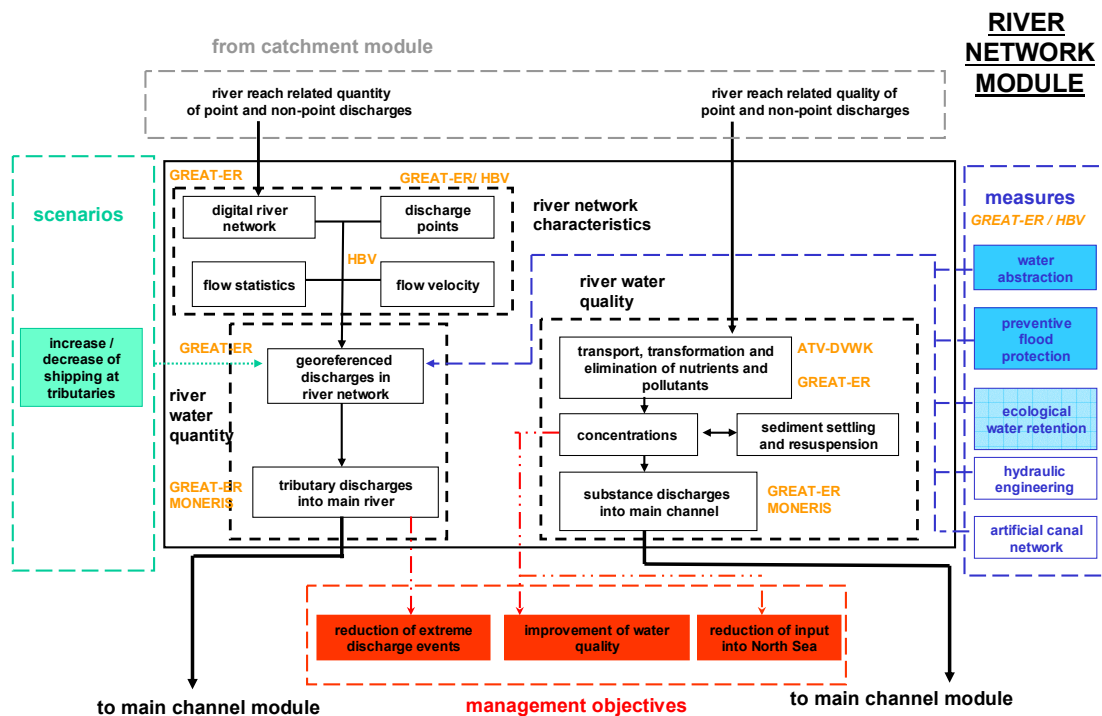 RIVER
NETWORK
MODULE
from catchment module
river reach related quantity
of point and non-point discharges
river reach related quality of
point and non-point discharges
scenarios
increase /
decrease of
shipping at
tributaries
GREAT-ER
GREAT-ER/ HBV
digital river
network
discharge
points
river network
characteristics
HBV
flow statistics
flow velocity
river water
quality
GREAT-ER
georeferenced
discharges in
river network
river
water
quantity
GREAT-ER
MONERIS
tributary discharges
into main river
transport, transformation and
elimination of nutrients and
pollutants
ATV-DVWK
GREAT-ER
concentrations
sediment settling
and resuspension
substance discharges
into main channel
GREAT-ER
MONERIS
measures
GREAT-ER / HBV
water
abstraction
preventive
flood
protection
ecological
water retention
hydraulic
engineering
artificial canal
network
reduction of extreme
discharge events
improvement of water
quality
reduction of input
into North Sea
to main channel module
management objectives
to main channel module